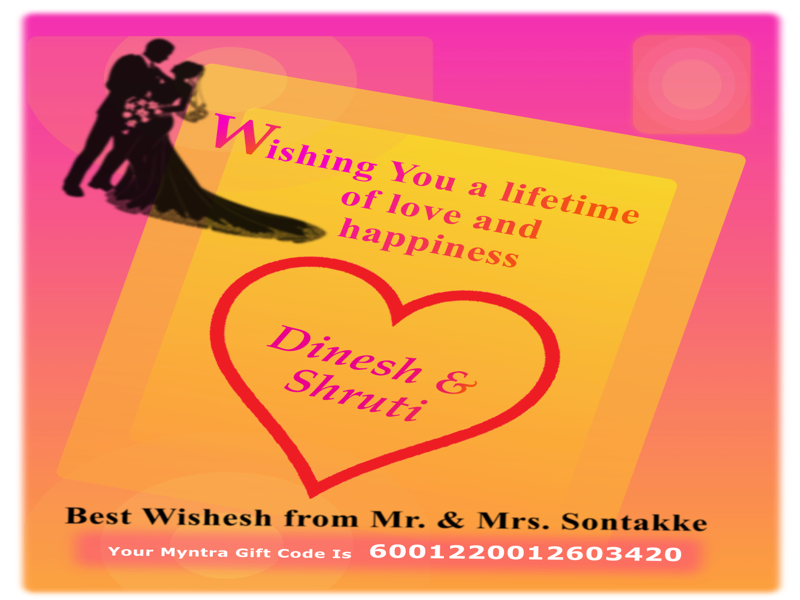 Wishing You a lifetime
of love and
happiness
Dinesh &
Shruti
Best Wishesh from Mr. & Mrs. Sontakke
Your Myntra Gift Code Is 6001220012603420